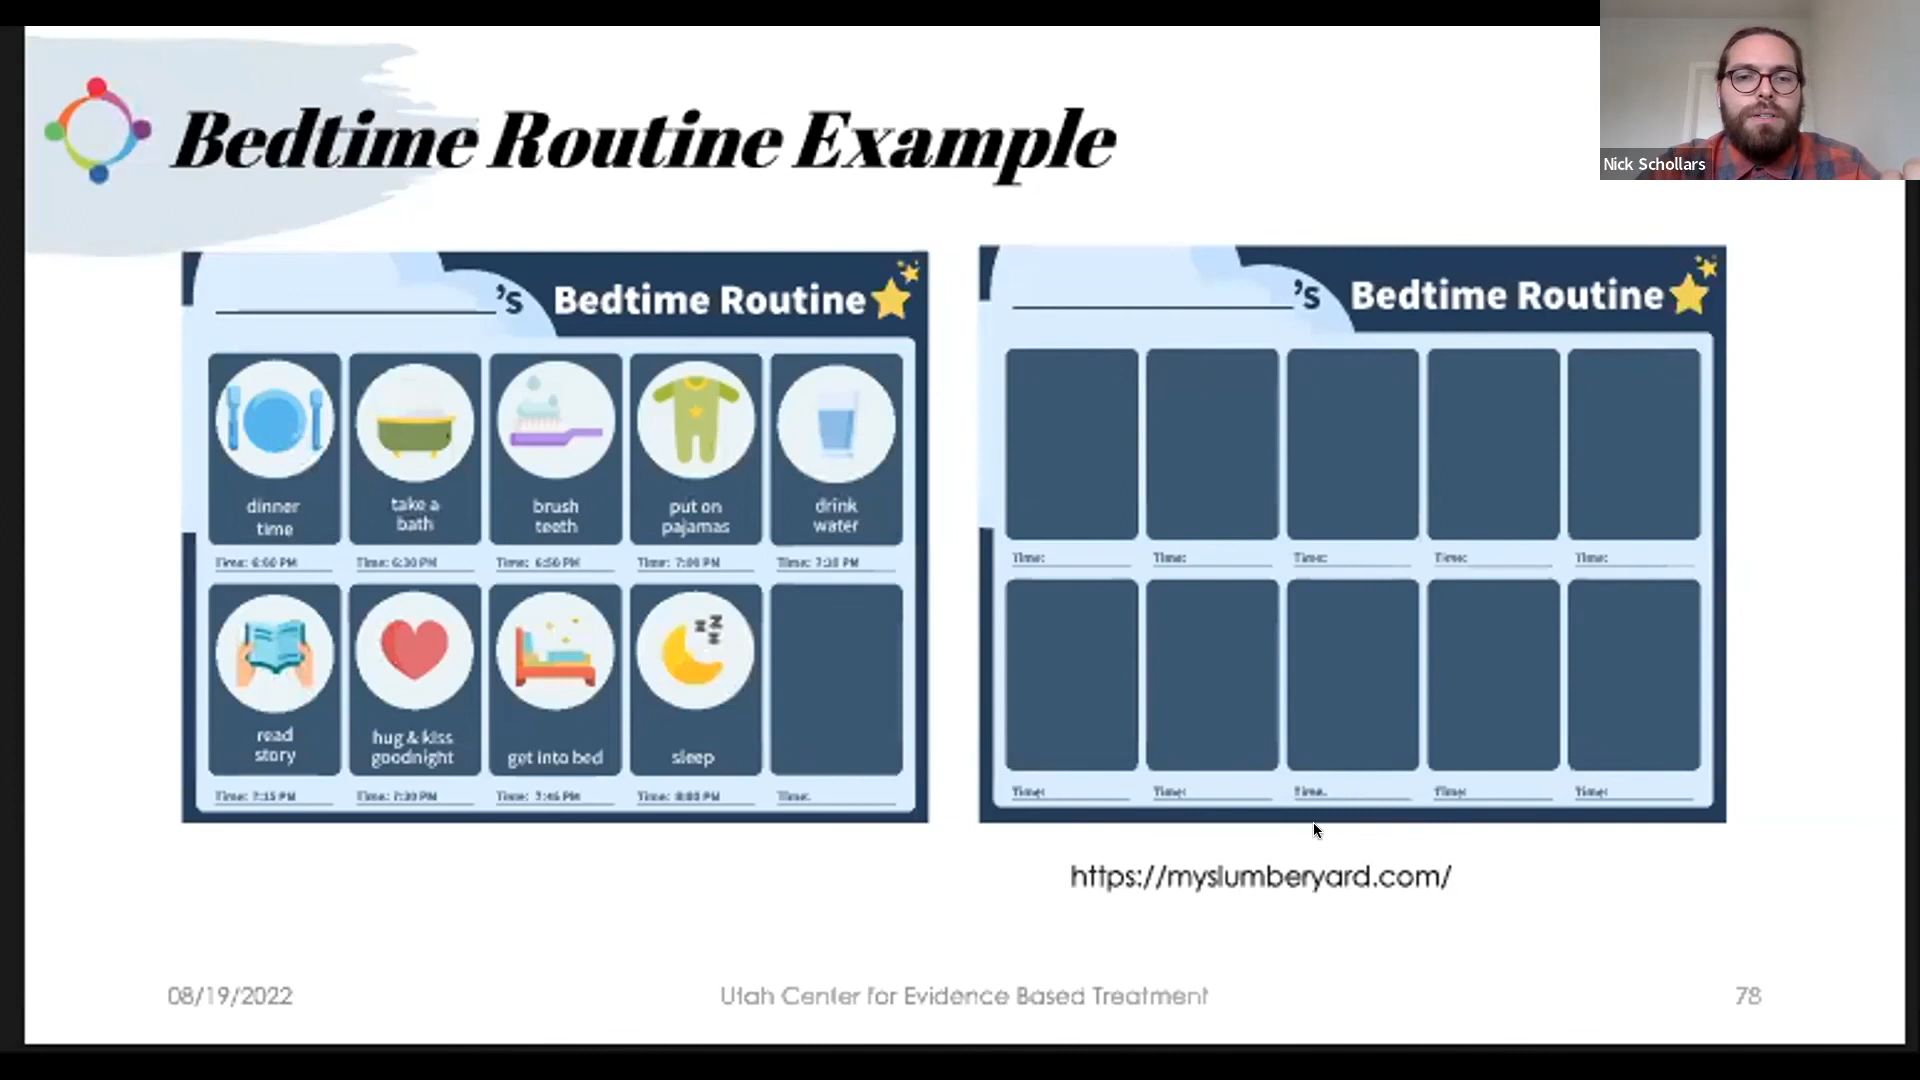 Bedtime Routine Example
Nick Schollars
's Bedtime Routine
dinner
time
take a
bath
brush
teeth
put on
pajamas
drink
water
Time: 6:00 PM
Time: 6:30 PM
Time: 6:50 PM
Time: 7:00 PM
Time:
read
story
hug & kiss
goodnight
get into bed
sleep
Time: 7:15 PM
Time: 7:30 PM
Time: 7:45 PM
Time: 8:00 PM
Time:
's Bedtime Routine
Time:
Time:
Time:
Time:
Time:
Time:
Time:
Time:
Time:
Time:
https://myslumberyard.com/
08/19/2022
Utah Center for Evidence Based Treatment
78